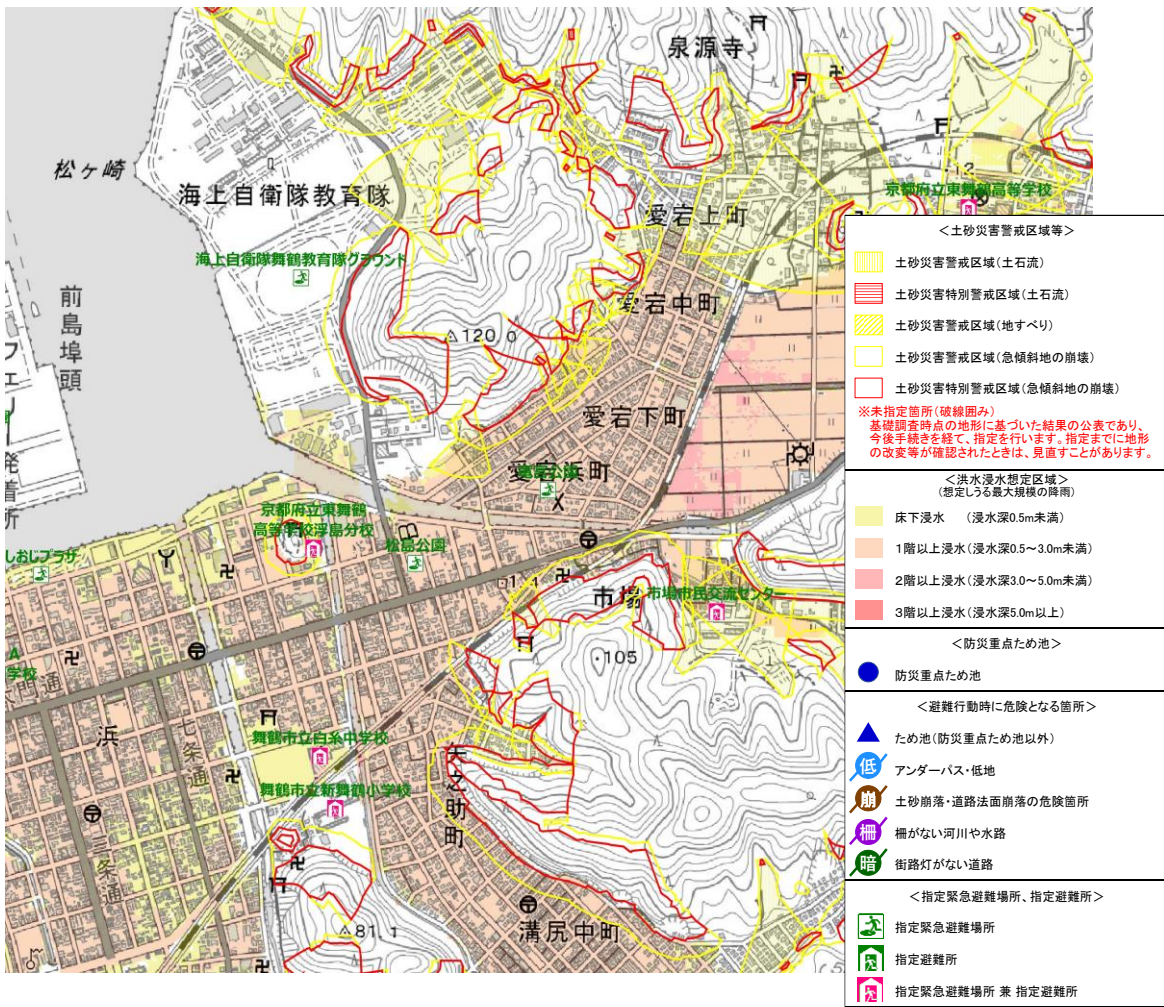 泉源寺
松ヶ崎
海上自衛隊教育隊
12
京都府立東舞鶴高等学校
愛宕上町
海上自衛隊舞鶴教育隊グラウンド
前島埠頭
愛宕中町
120.0
愛宕下町
フェリー発着所
京都府立東舞鶴
高等学校浮島分校
松島公園
しおじプラザ
市場
市場市民交流センター
105
学校
七条通
浜
舞鶴市立白糸中学校
舞鶴市立新舞鶴小学校
矢之助町
三条通
溝尻中町
81.1
<土砂災害警戒区域等>
土砂災害警戒区域(土石流)
土砂災害特別警戒区域(土石流)
土砂災害警戒区域(地すべり)
土砂災害警戒区域(急傾斜地の崩壊)
土砂災害特別警戒区域(急傾斜地の崩壊)
※未指定箇所(破線囲み)
基礎調査時点の地形に基づいた結果の公表であり、
今後手続きを経て、指定を行います。指定までに地形
の改変等が確認されたときは、見直すことがあります。
<洪水浸水想定区域>
(想定しうる最大規模の降雨)
床下浸水 (浸水深0.5m未満)
1階以上浸水(浸水深0.5~3.0m未満)
2階以上浸水(浸水深3.0~5.0m未満)
3階以上浸水(浸水深5.0m以上)
<防災重点ため池>
防災重点ため池
<避難行動時に危険となる箇所>
ため池(防災重点ため池以外)
低 アンダーパス・低地
崩 土砂崩落・道路法面崩落の危険箇所
柵 柵がない河川や水路
暗 街路灯がない道路
<指定緊急避難場所、指定避難所>
指定緊急避難場所
指定避難所
指定緊急避難場所 兼 指定避難所